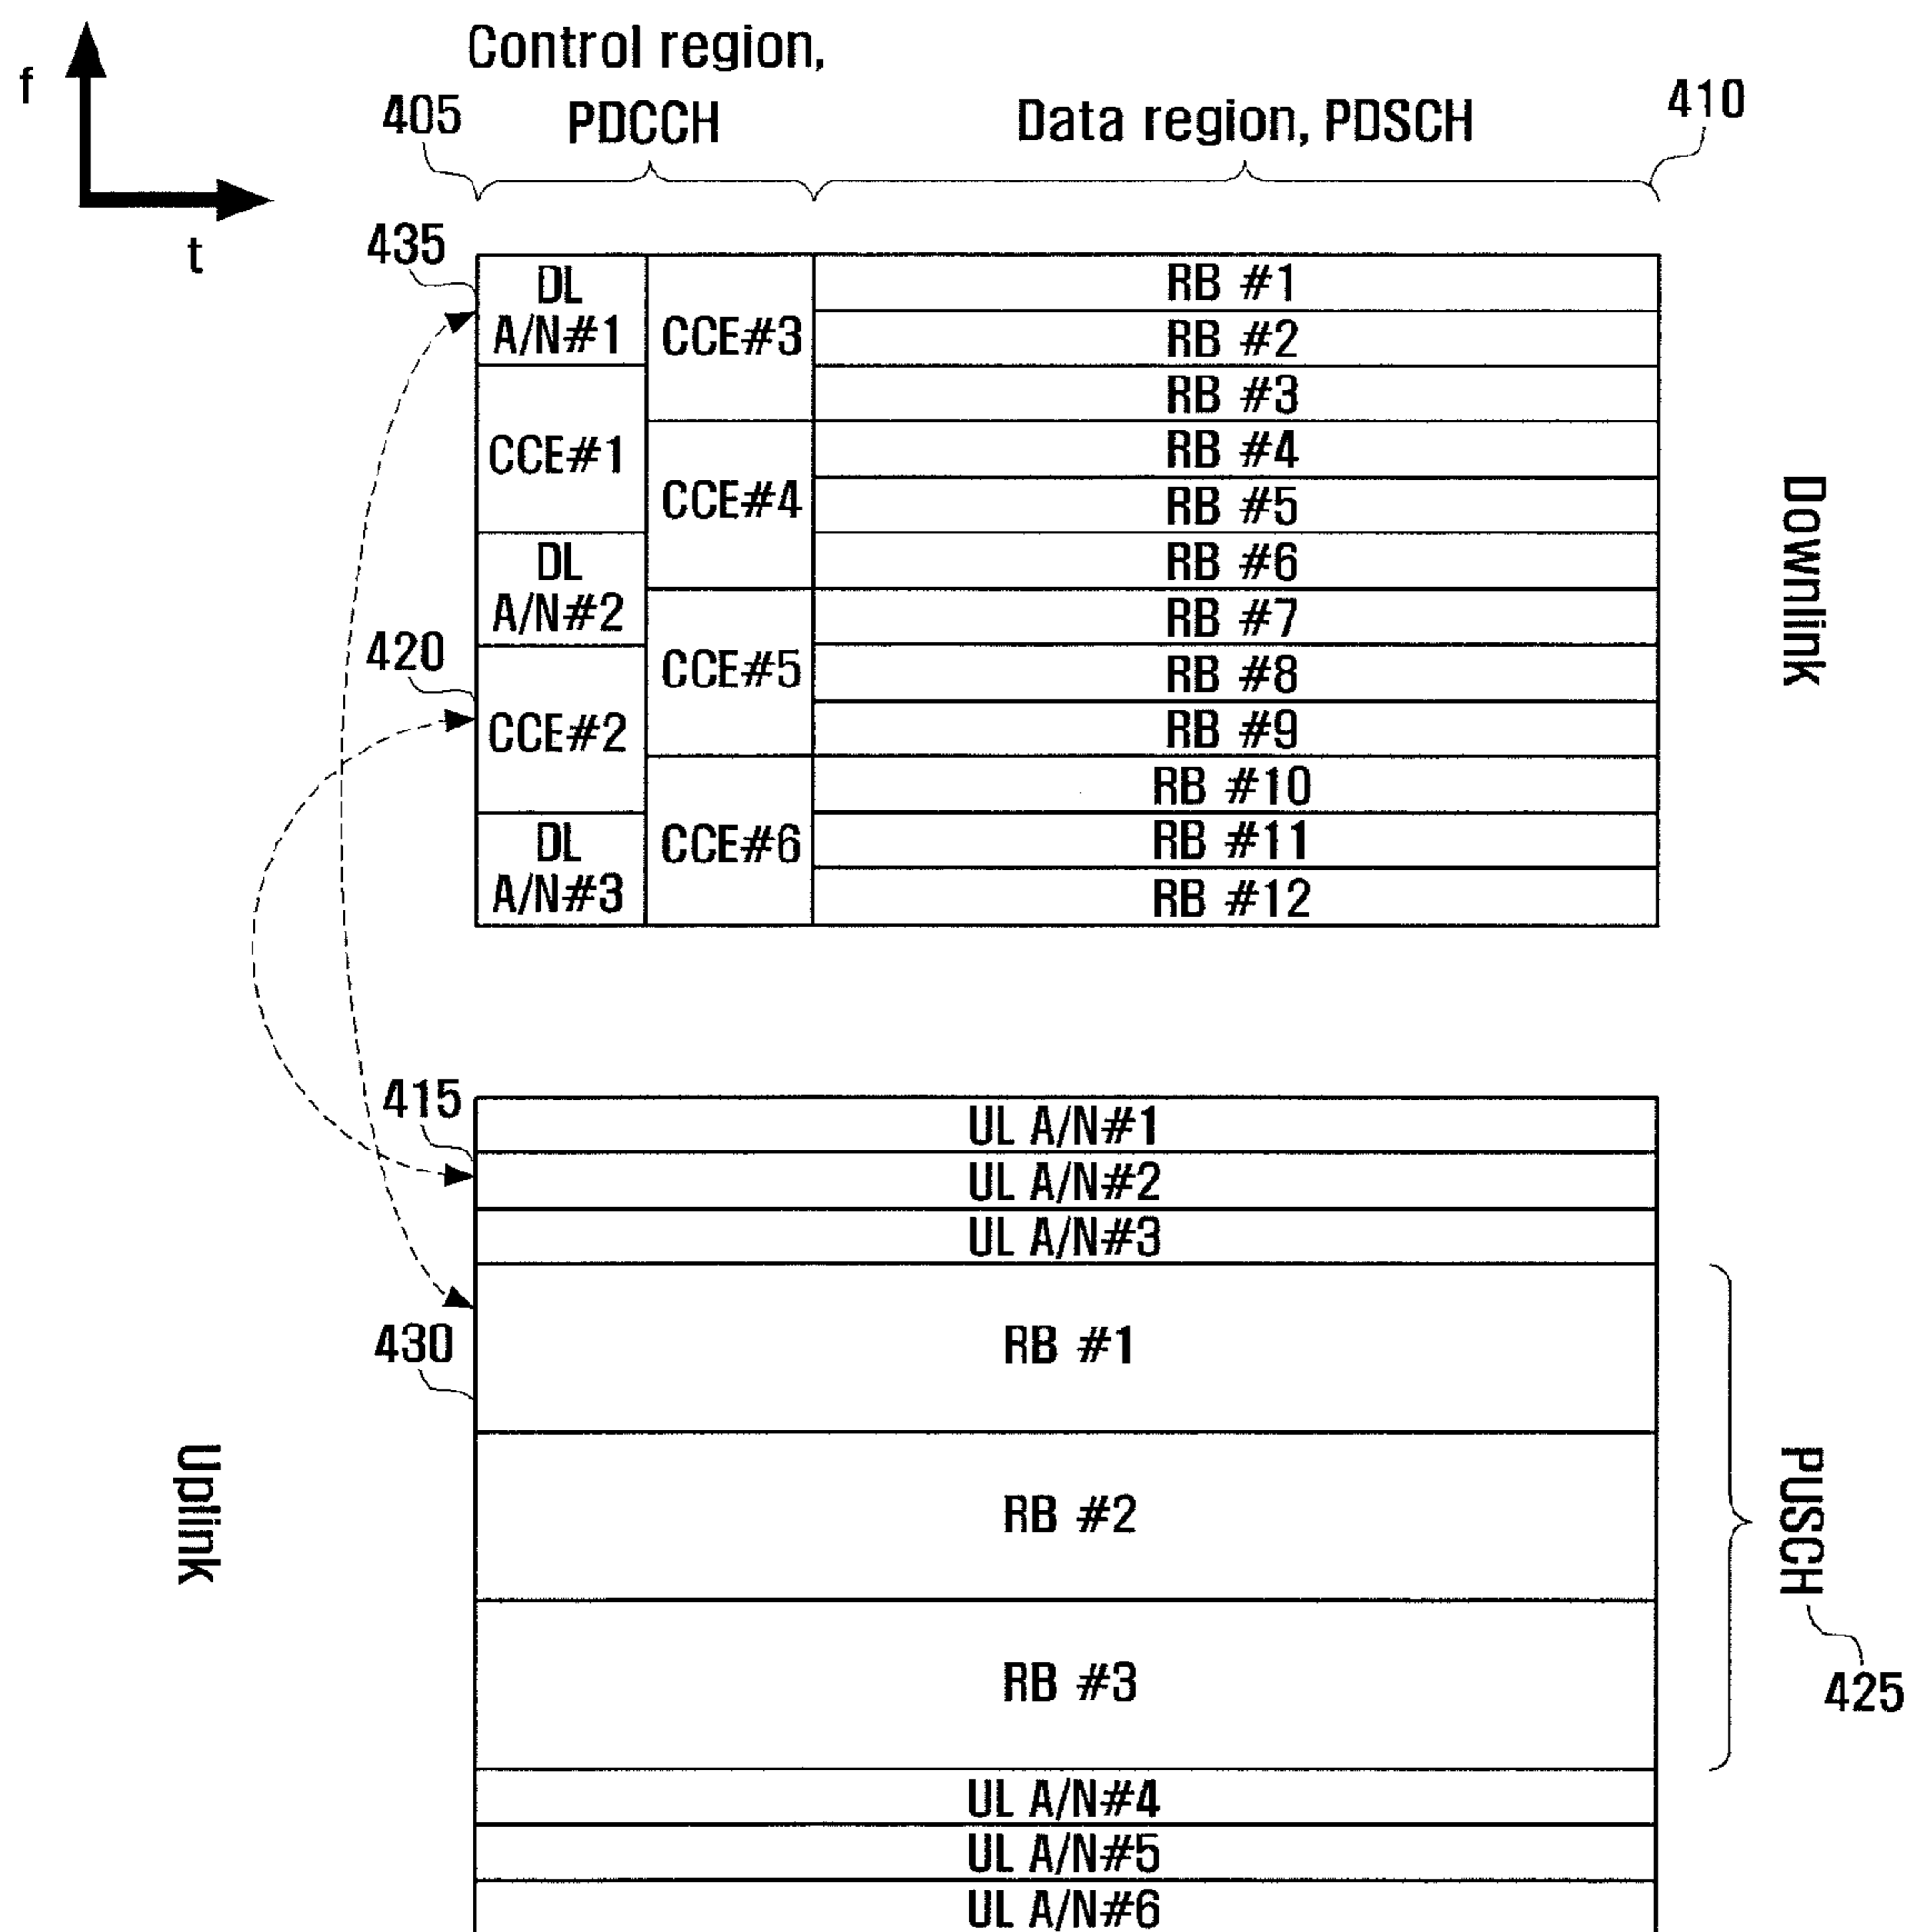 Control region,
f
405
PDCCH
Data region, PDSCH
410
t
435
DL
A/N#1
CCE#3
RB #1
RB #2
RB #3
CCE#1
CCE#4
RB #4
RB #5
DL
A/N#2
RB #6
CCE#5
RB #7
420
CCE#2
RB #8
RB #9
CCE#6
RB #10
DL
A/N#3
RB #11
RB #12
Downlink
415
UL A/N#1
UL A/N#2
UL A/N#3
430
RB #1
RB #2
RB #3
Uplink
PUSCH
425
UL A/N#4
UL A/N#5
UL A/N#6